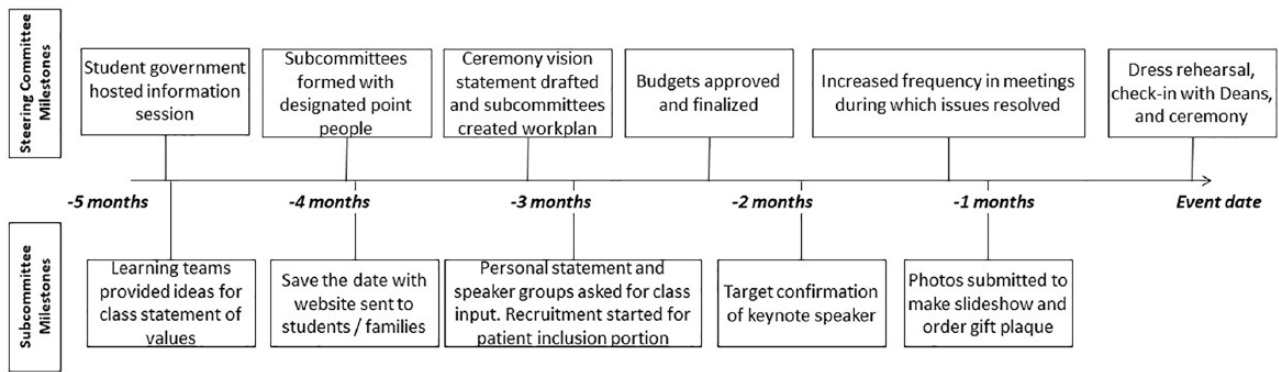 Steering Committee
Milestones
Student government
hosted information
session
Subcommittees
formed with
designated point
people
Ceremony vision
statement drafted
and subcommittees
created workplan
Budgets approved
and finalized
Increased frequency in meetings
during which issues resolved
Dress rehearsal,
check-in with Deans,
and ceremony
-5 months
-4 months
-3 months
-2 months
-1 months
Event date
Subcommittee
Milestones
Learning teams
provided ideas for
class statement of
values
Save the date with
website sent to
students / families
Personal statement and
speaker groups asked for class
input. Recruitment started for
patient inclusion portion
Target confirmation
of keynote speaker
Photos submitted to
make slideshow and
order gift plaque